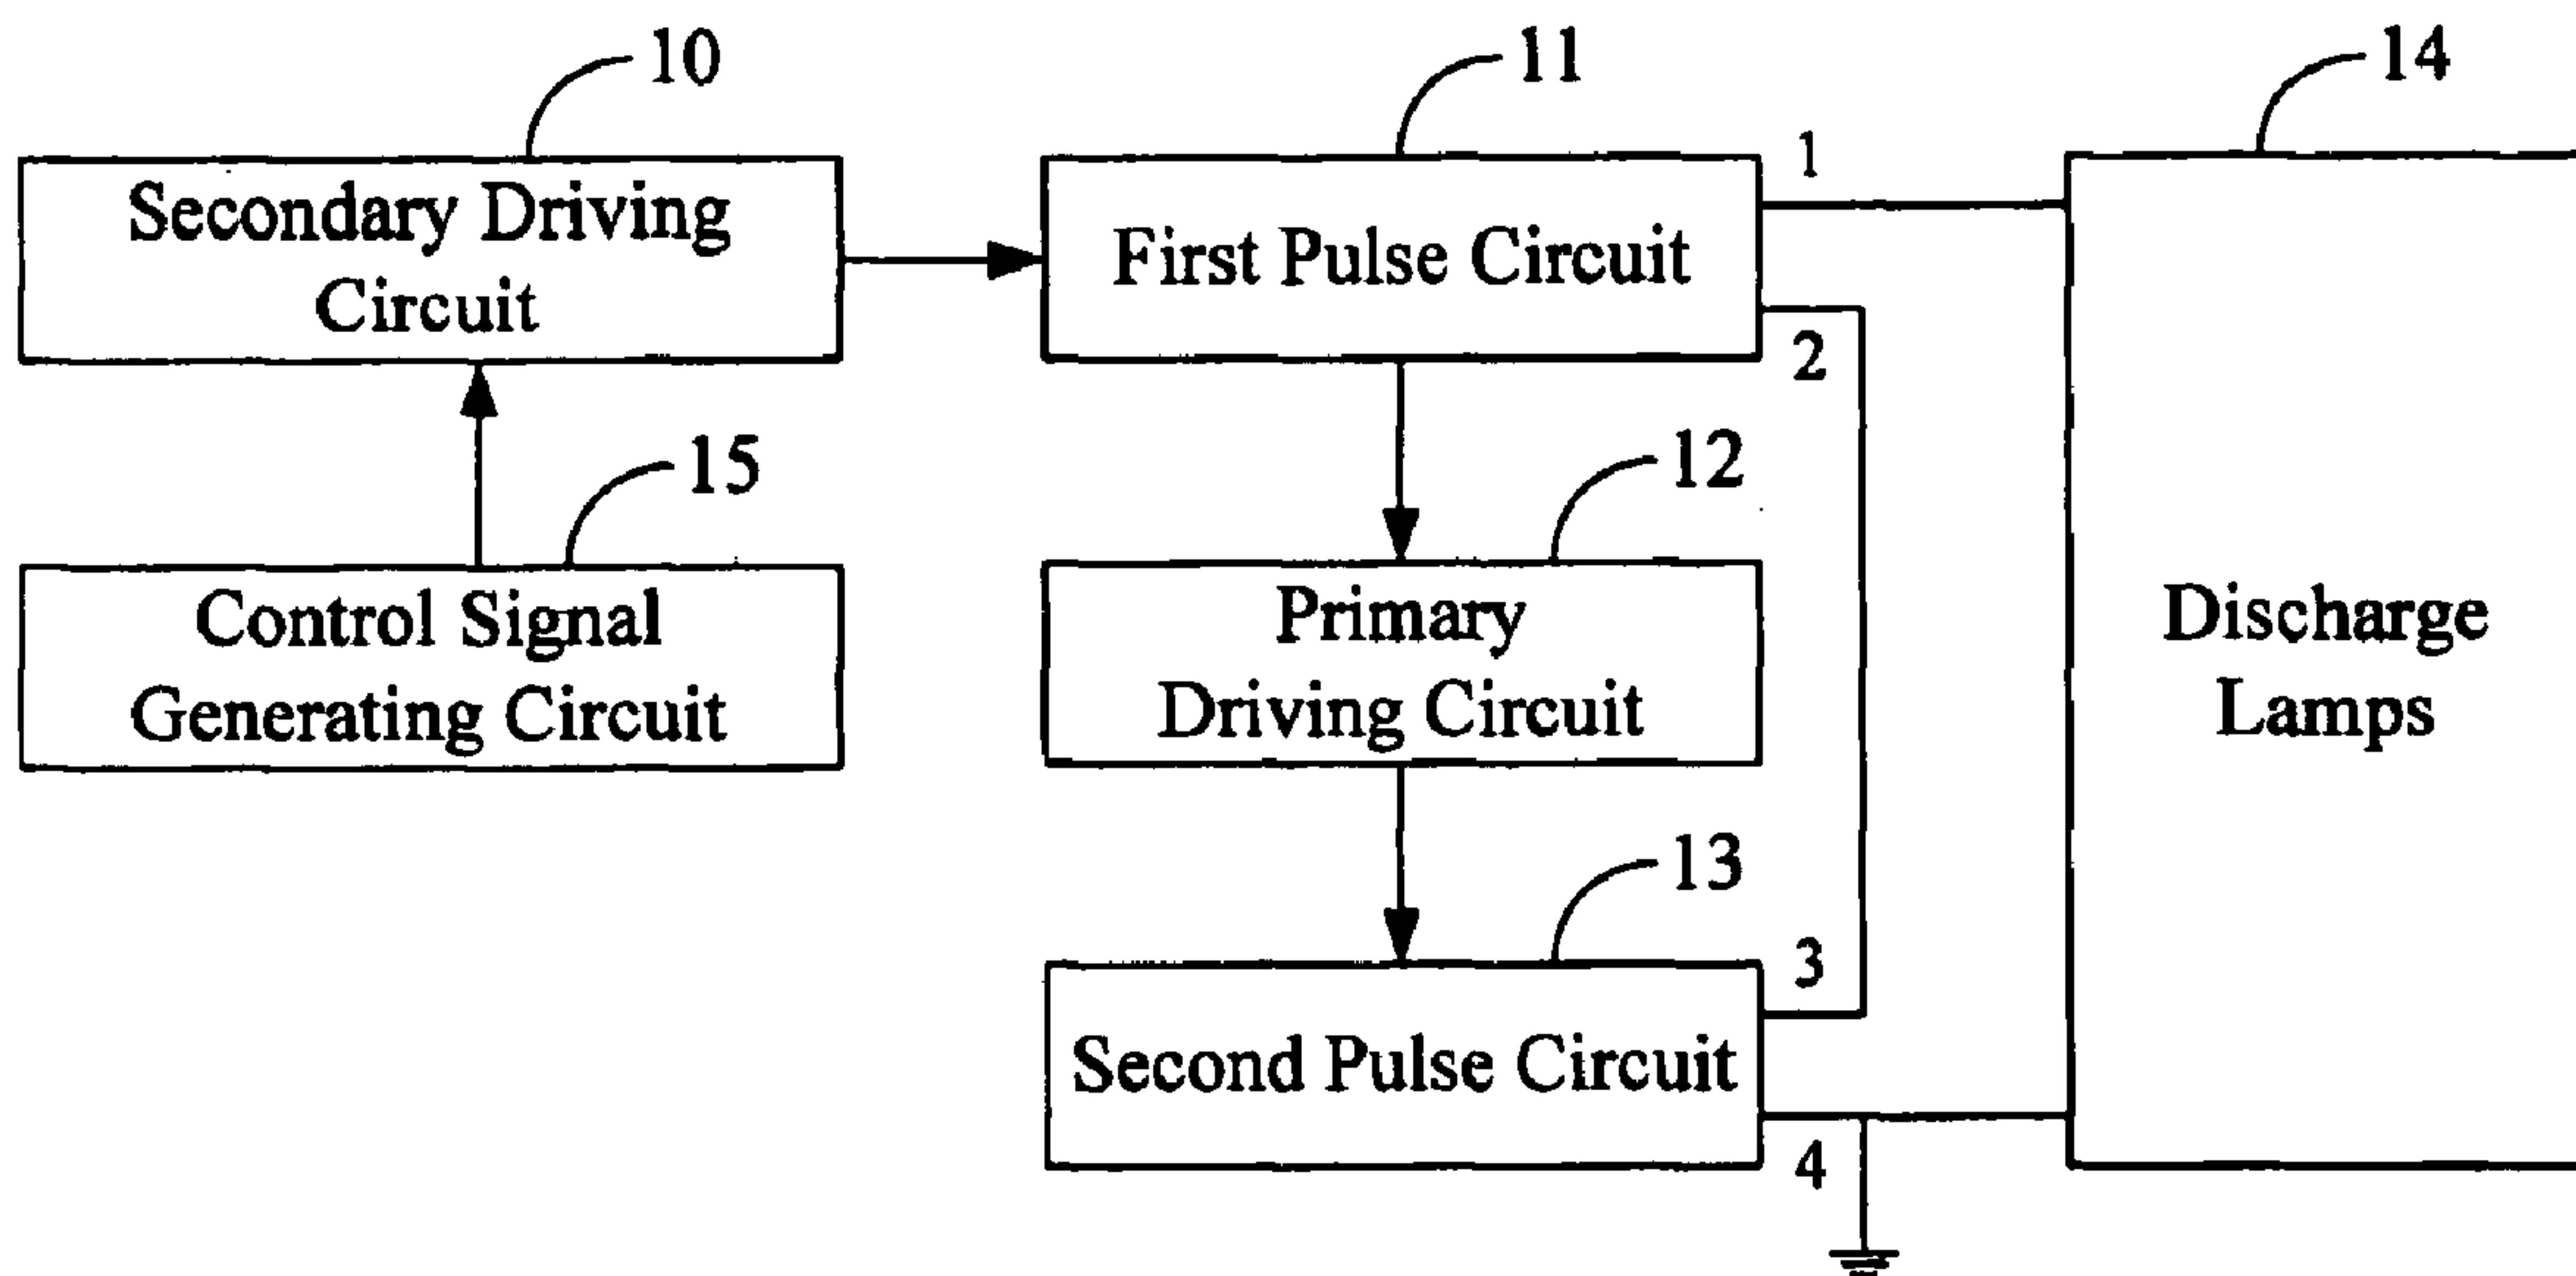 10
11
14
Secondary Driving
Circuit
First Pulse Circuit
1
2
15
12
Control Signal
Generating Circuit
Primary
Driving Circuit
Discharge
Lamps
13
Second Pulse Circuit
3
4